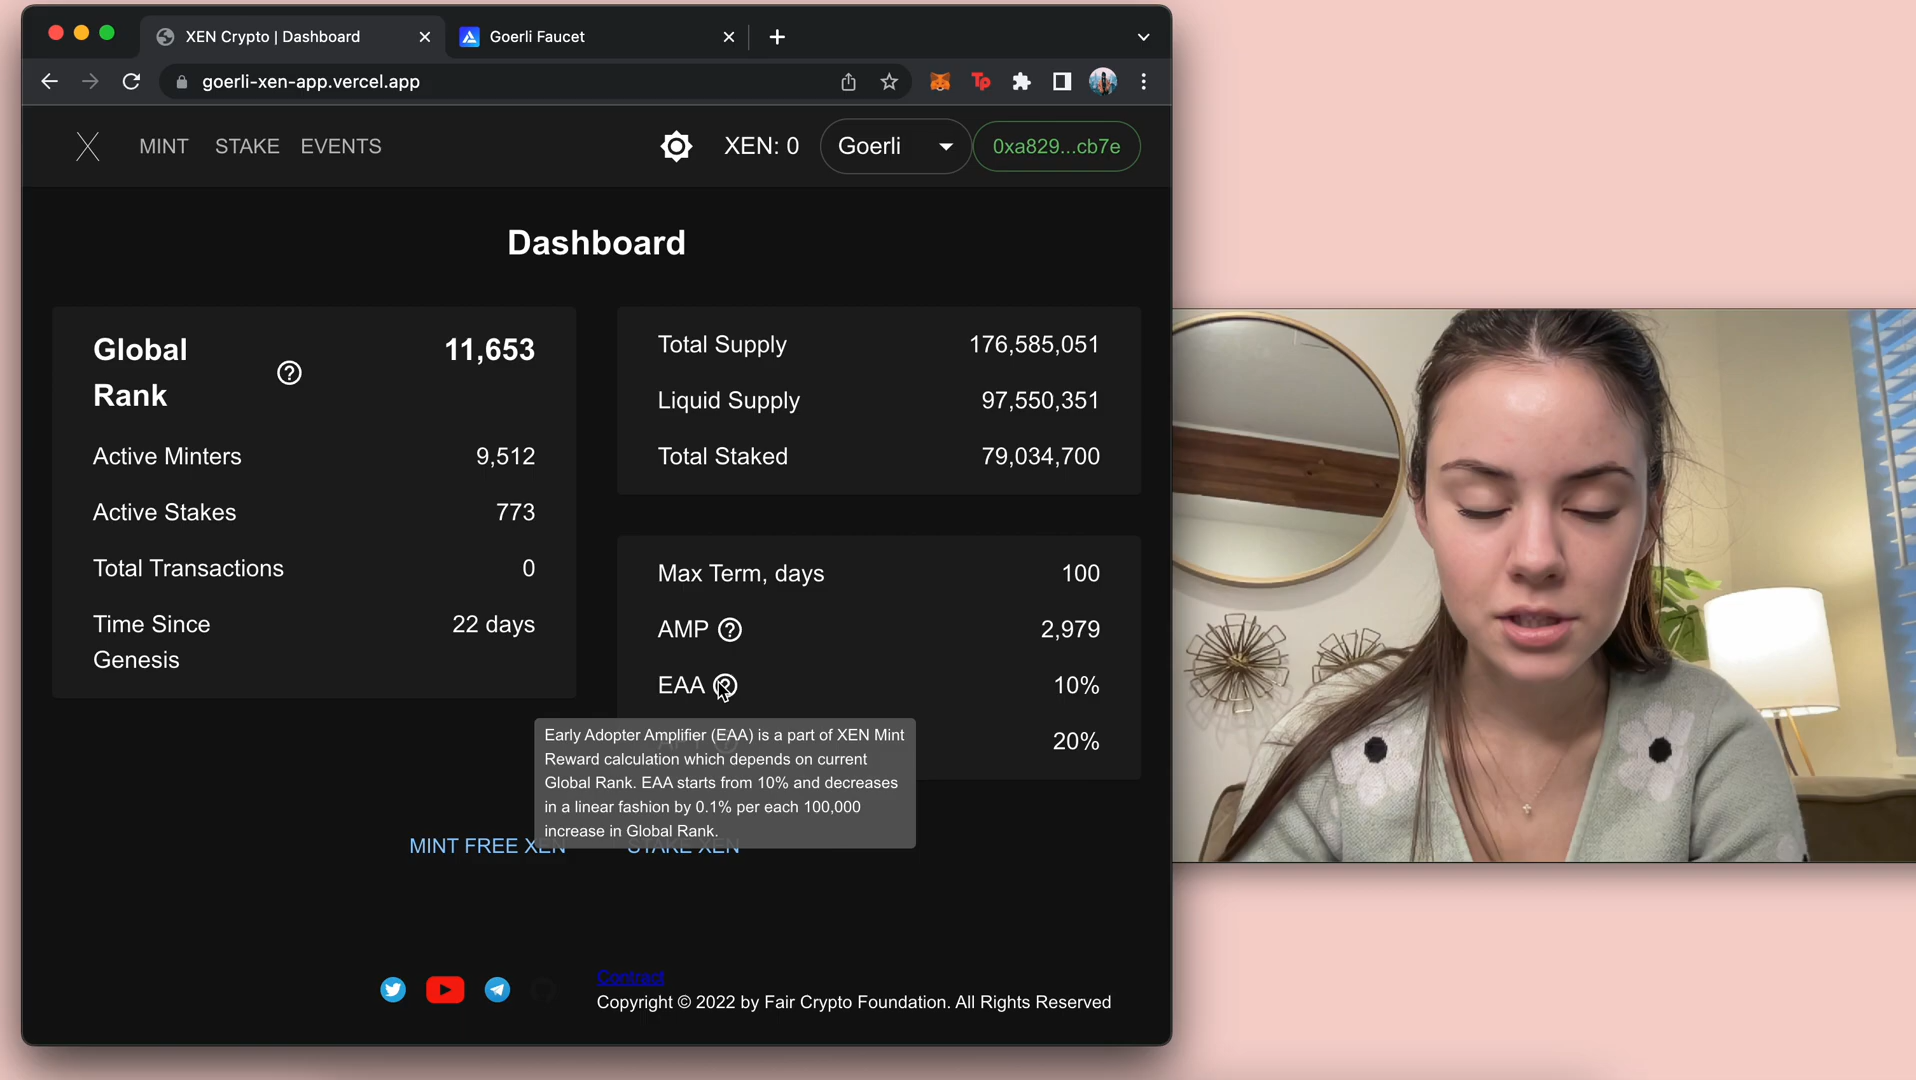 XEN Crypto | Dashboard
Goerli Faucet
goerli-xen-app.vercel.app
Tp
MINT STAKE EVENTS
XEN: 0
Goerli
0xa829...cb7e
Dashboard
Global
Rank
11,653
Active Minters 9,512
Active Stakes 773
Total Transactions 0
Time Since
Genesis
22 days
Total Supply 176,585,051
Liquid Supply 97,550,351
Total Staked 79,034,700
Max Term, days 100
AMP ? 2,979
EAA ? 10%
20%
Early Adopter Amplifier (EAA) is a part of XEN Mint
Reward calculation which depends on current
Global Rank. EAA starts from 10% and decreases
in a linear fashion by 0.1% per each 100,000
increase in Global Rank.
MINT FREE XEN STAKE XEN
Contract
Copyright © 2022 by Fair Crypto Foundation. All Rights Reserved